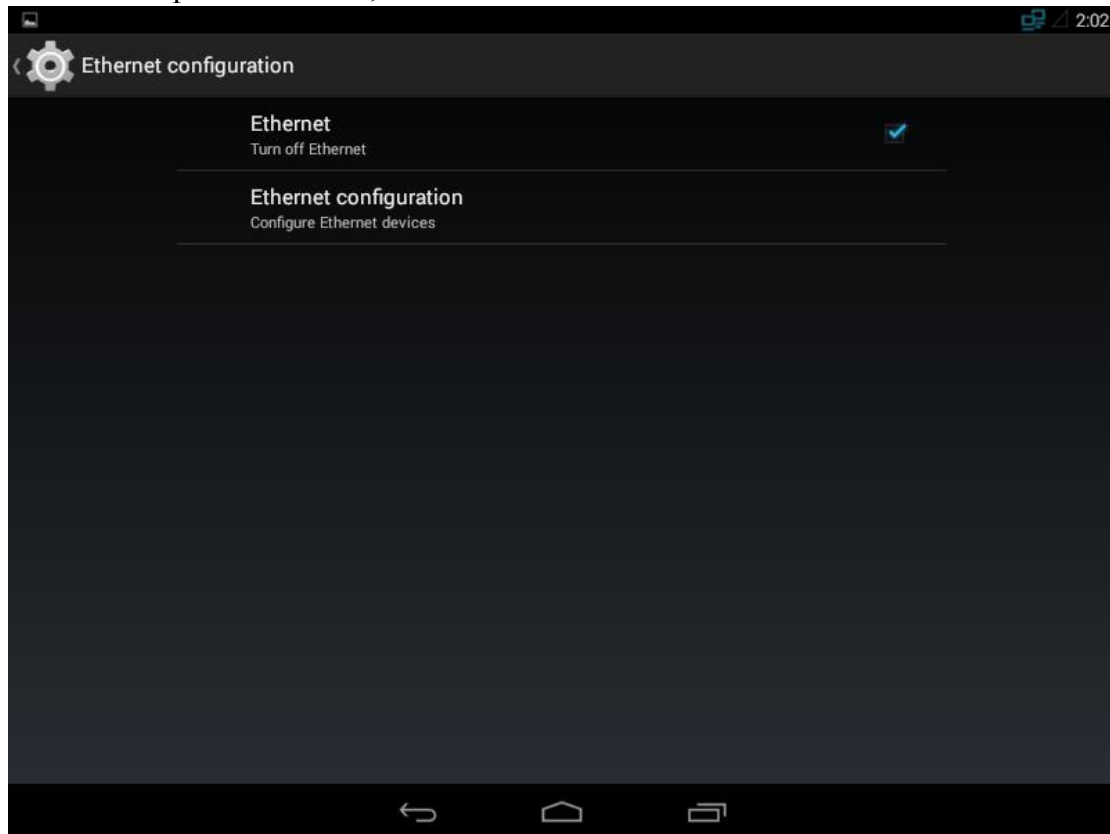 2:02
Ethernet configuration
Ethernet
Turn off Ethernet
Ethernet configuration
Configure Ethernet devices